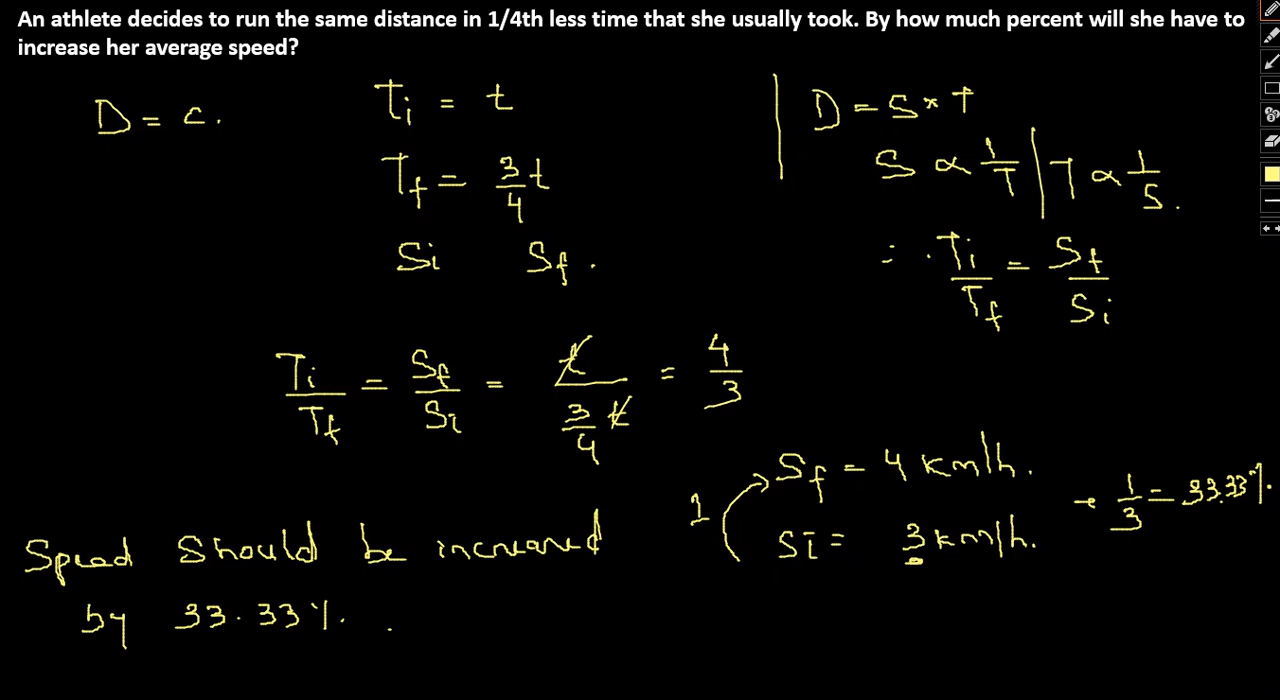 An athlete decides to run the same distance in 1/4th less time that she usually took. By how much percent will she have to
increase her average speed?
D = c.
Ti = t
Tf = 3/4 t
Si Sf.
D = S * T
S ∝ 1/T | T ∝ 1/S.
∴ Ti/Tf = Sf/Si
Ti/Tf = Sf/Si = t/(3/4 t) = 4/3
1
Sf = 4 km/h.
Si = 3 km/h.
→ 1/3 = 33.33%.
Speed should be increased
by 33.33%.